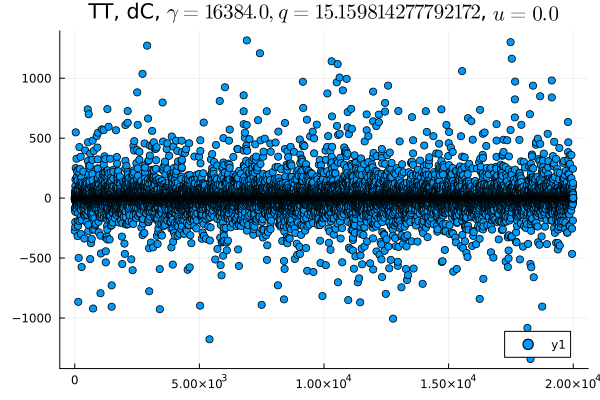 TT, dC, γ = 16384.0, q = 15.159814277792172, u = 0.0
1000
500
0
−500
−1000
y1
0 5.00×10³ 1.00×10⁴ 1.50×10⁴ 2.00×10⁴